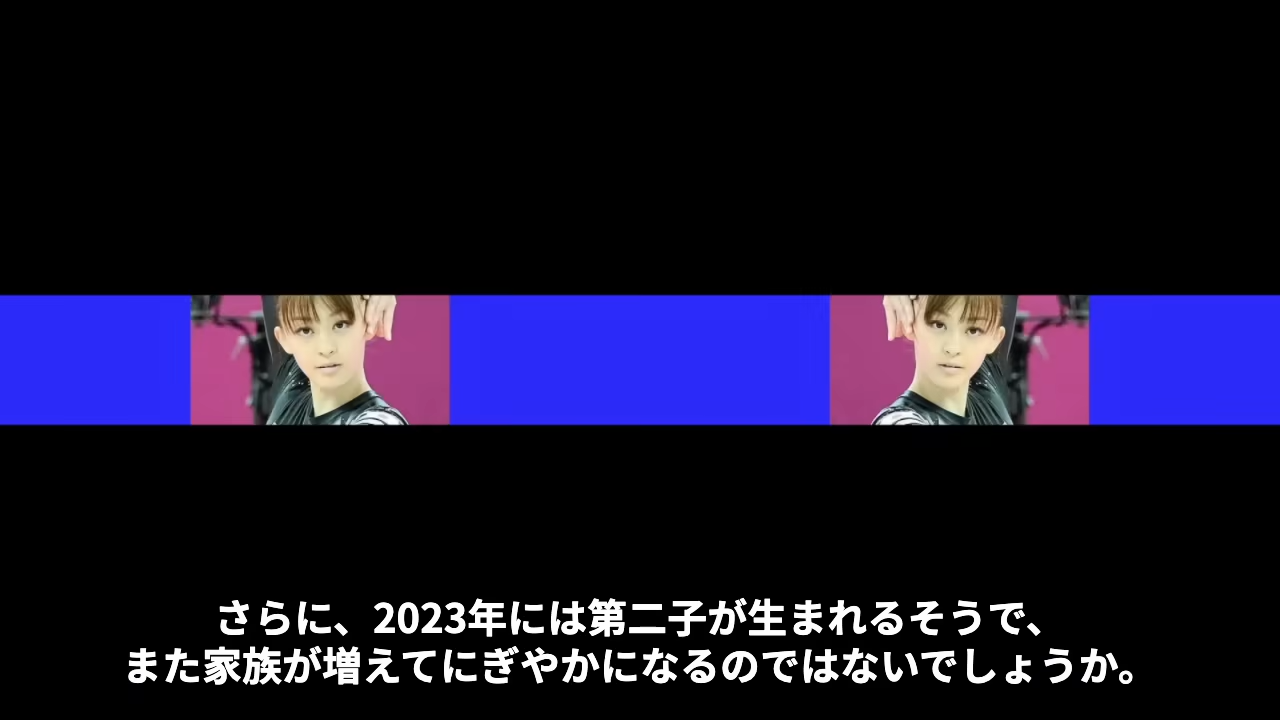 さらに、2023年には第二子が生まれるそうで、
また家族が増えてにぎやかになるのではないでしょうか。